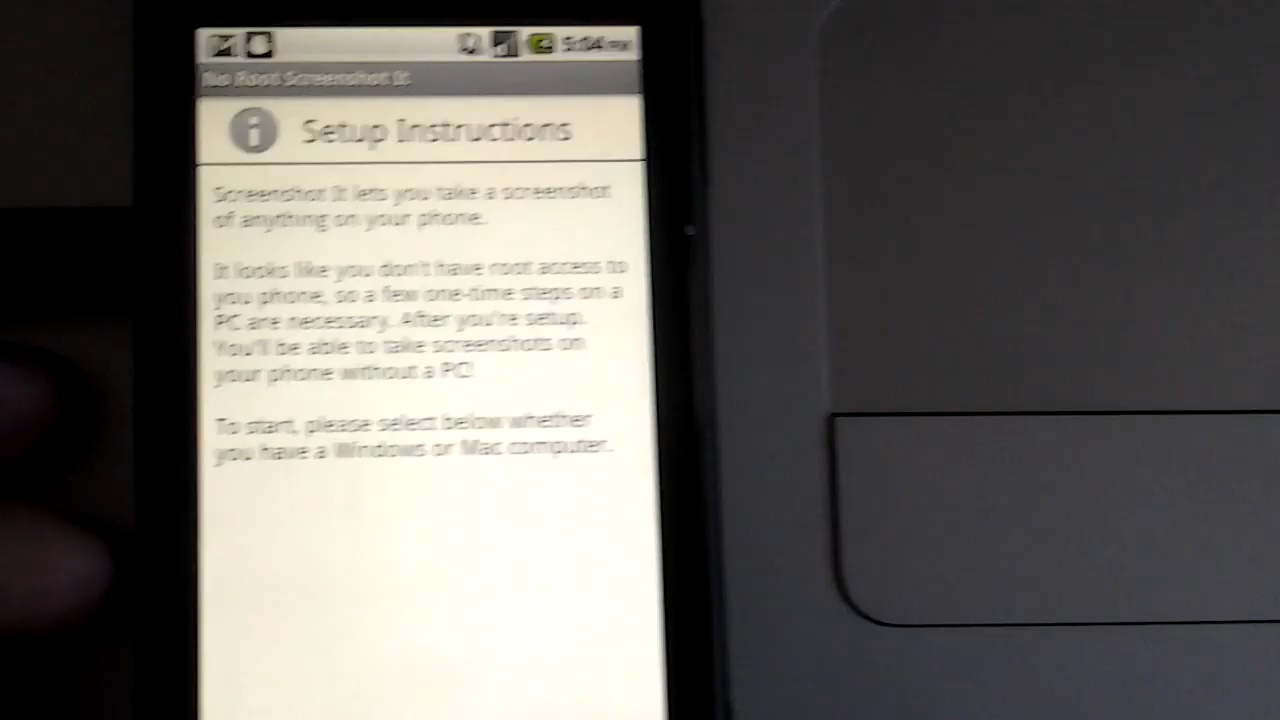 5:04 PM
No Root Screenshot It
Setup Instructions
Screenshot It lets you take a screenshot
of anything on your phone.
It looks like you don't have root access to
you phone, so a few one-time steps on a
PC are necessary. After you're setup.
You'll be able to take screenshots on
your phone without a PC!
To start, please select below whether
you have a Windows or Mac computer.